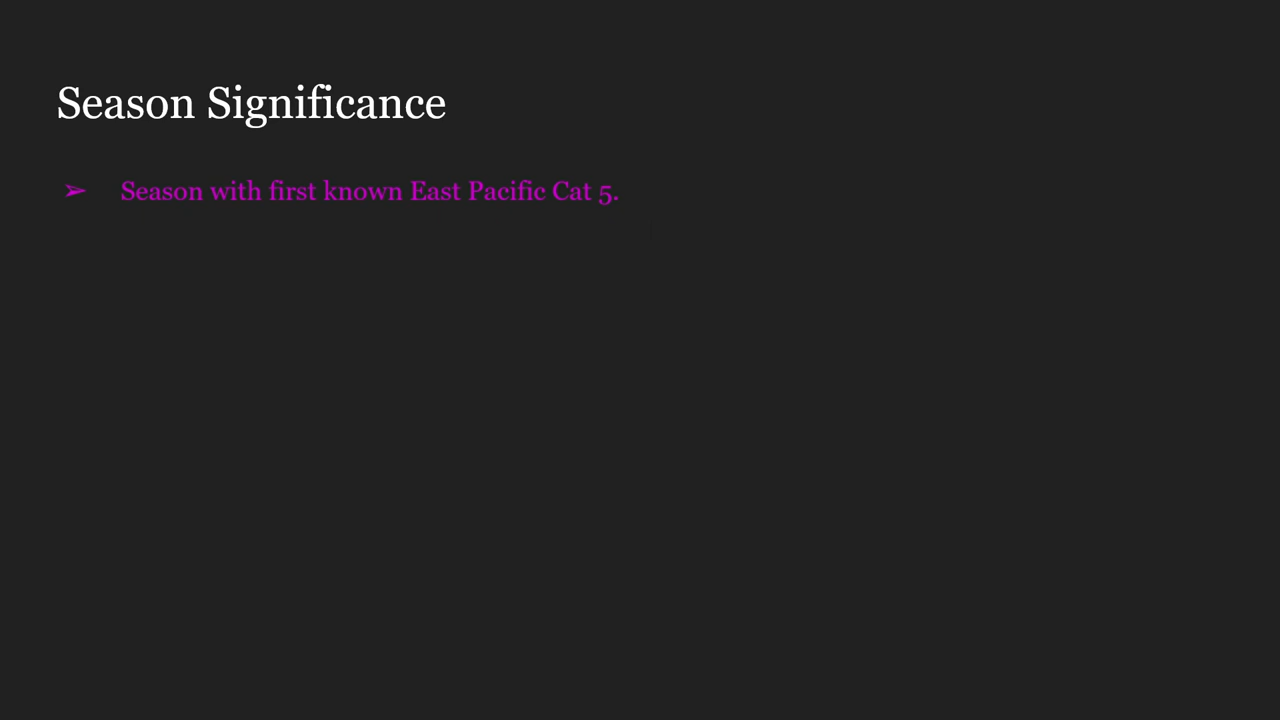 Season Significance
➢ Season with first known East Pacific Cat 5.